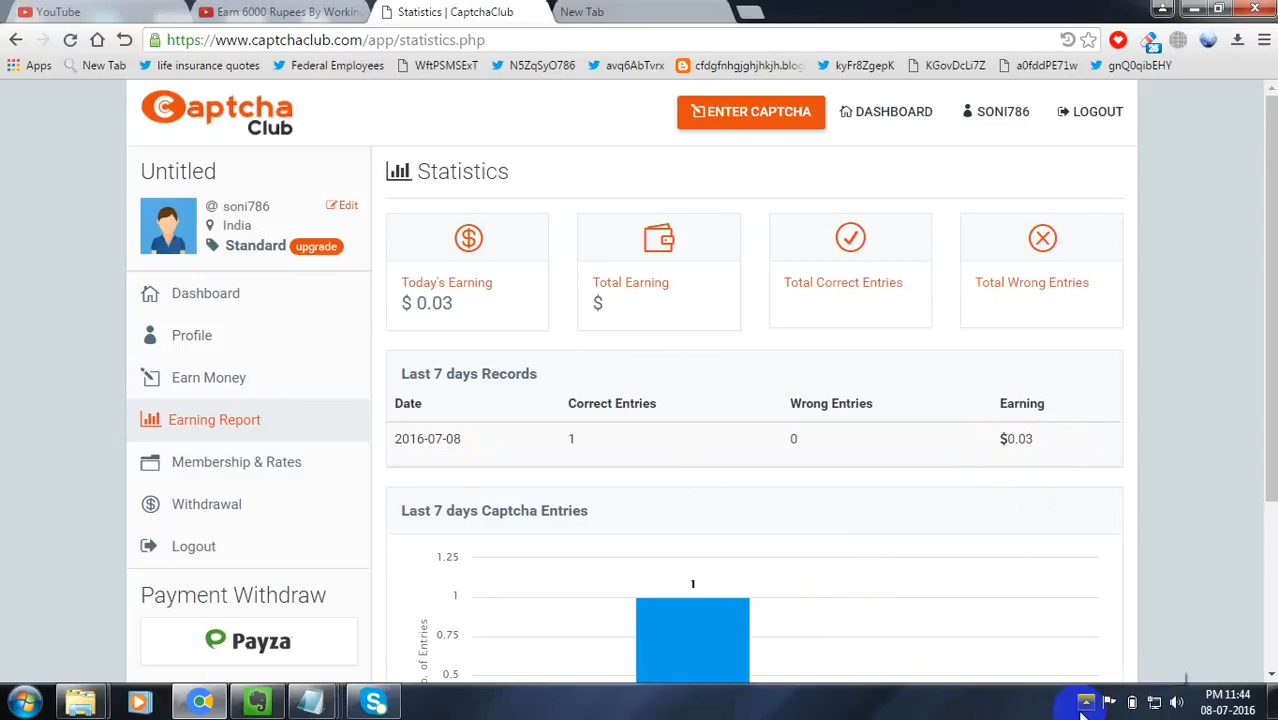 YouTube
Earn 6000 Rupees By Workin
Statistics | CaptchaClub
New Tab
https://www.captchaclub.com/app/statistics.php
25
Apps
New Tab
life insurance quotes
Federal Employees
WftPSMSExT
N5ZqSyO786
avq6AbTvrx
cfdgfnhgjghjhkjh.blog
kyFr8ZgepK
KGovDcLi7Z
a0fddPE71w
gnQ0qibEHY
Captcha
Club
ENTER CAPTCHA
DASHBOARD
SONI786
LOGOUT
Untitled
@ soni786
Edit
India
Standard upgrade
Dashboard
Profile
Earn Money
Earning Report
Membership & Rates
Withdrawal
Logout
Payment Withdraw
Payza
Statistics
Today's Earning
$ 0.03
Total Earning
$
Total Correct Entries
Total Wrong Entries
Last 7 days Records
Date Correct Entries Wrong Entries Earning
2016-07-08 1 0 $0.03
Last 7 days Captcha Entries
1.25
1
1
0.75
0.5
. of Entries
PM 11:44
08-07-2016